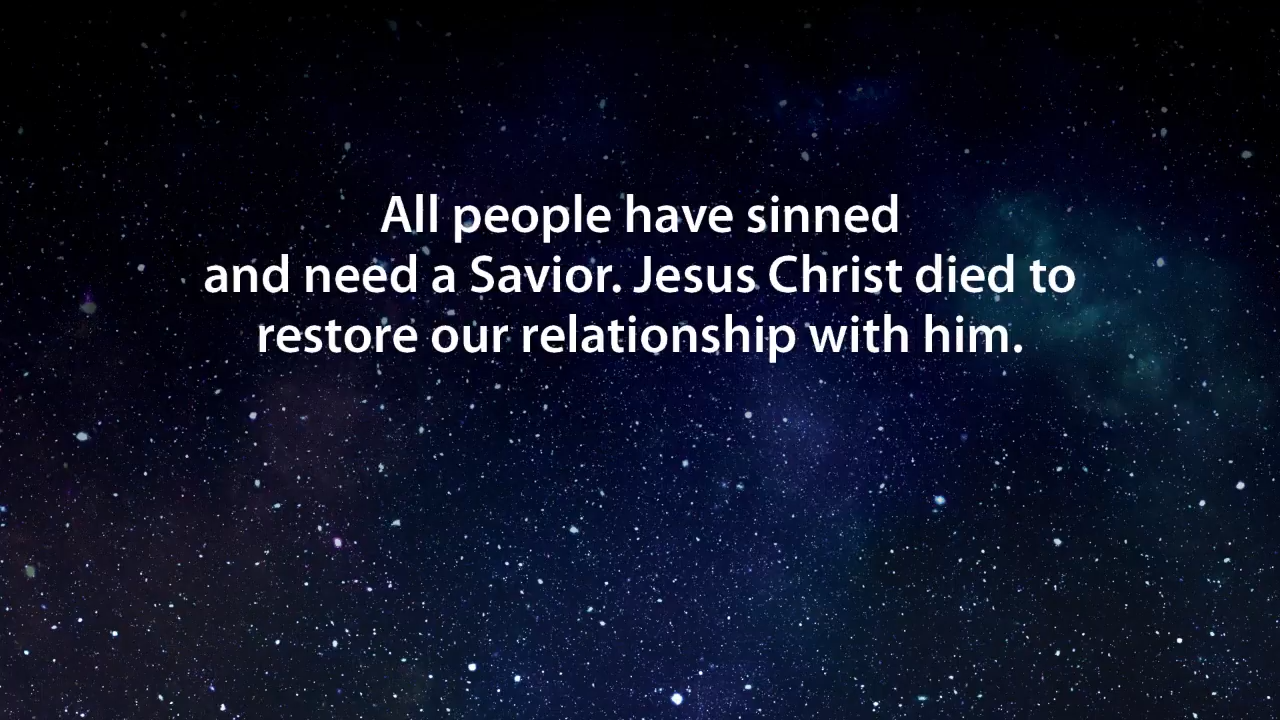 All people have sinned
and need a Savior. Jesus Christ died to
restore our relationship with him.